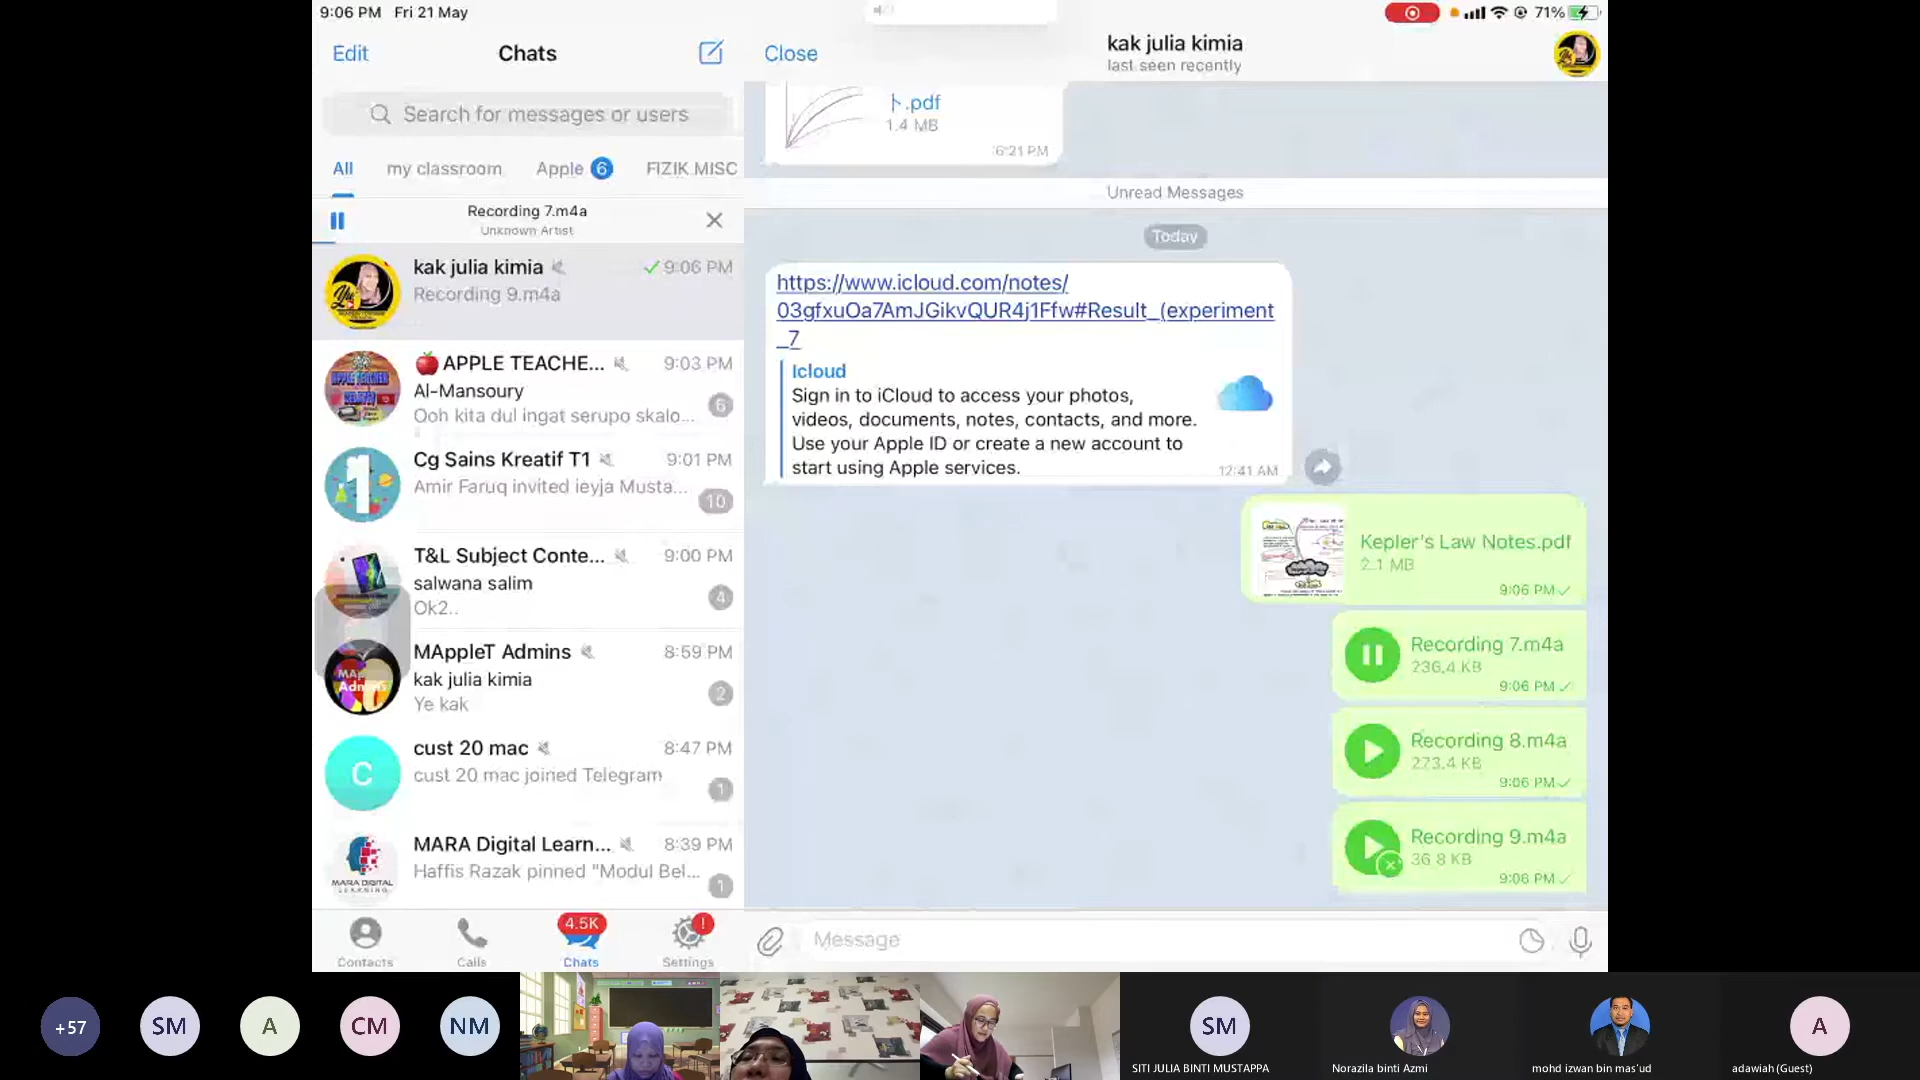 9:06 PM Fri 21 May
71%
Edit
Chats
Search for messages or users
All
my classroom
Apple 6
FIZIK MISC
Recording 7.m4a
Unknown Artist
kak julia kimia
9:06 PM
Recording 9.m4a
APPLE TEACHE...
9:03 PM
Al-Mansoury
Ooh kita dul ingat serupo skalo...
6
Cg Sains Kreatif T1
9:01 PM
Amir Faruq invited ieyja Musta...
10
T&L Subject Conte...
9:00 PM
salwana salim
Ok2..
4
MAppleT Admins
8:59 PM
kak julia kimia
Ye kak
2
cust 20 mac
8:47 PM
C
cust 20 mac joined Telegram
1
MARA Digital Learn...
8:39 PM
Haffis Razak pinned "Modul Bel...
1
MARA DIGITAL
LEARNING
4.5K
!
Contacts
Calls
Chats
Settings
Close
kak julia kimia
last seen recently
ト.pdf
1.4 MB
6:21 PM
Unread Messages
Today
https://www.icloud.com/notes/
03gfxuOa7AmJGikvQUR4j1Ffw#Result_(experiment
_7
Icloud
Sign in to iCloud to access your photos,
videos, documents, notes, contacts, and more.
Use your Apple ID or create a new account to
start using Apple services.
12:41 AM
Kepler's Law Notes.pdf
2.1 MB
9:06 PM
Recording 7.m4a
236.4 KB
9:06 PM
Recording 8.m4a
273.4 KB
9:06 PM
Recording 9.m4a
36.8 KB
9:06 PM
Message
+57
SM
A
CM
NM
SM
A
SITI JULIA BINTI MUSTAPPA
Norazila binti Azmi
mohd izwan bin mas'ud
adawiah (Guest)